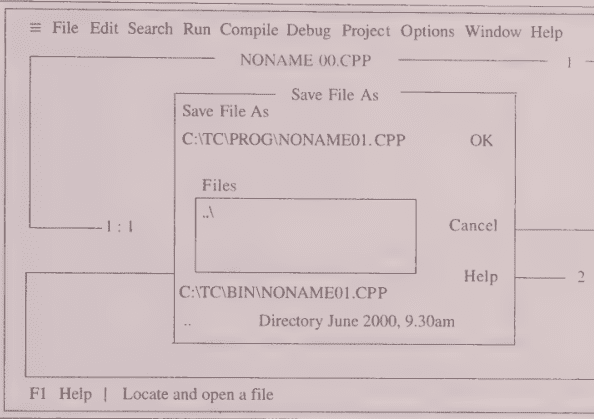 ≡ File Edit Search Run Compile Debug Project Options Window Help
NONAME 00.CPP 1
Save File As
Save File As
C:\TC\PROG\NONAME01.CPP OK
Files
..\
1 : 1 Cancel
Help 2
C:\TC\BIN\NONAME01.CPP
.. Directory June 2000, 9.30am
F1 Help | Locate and open a file